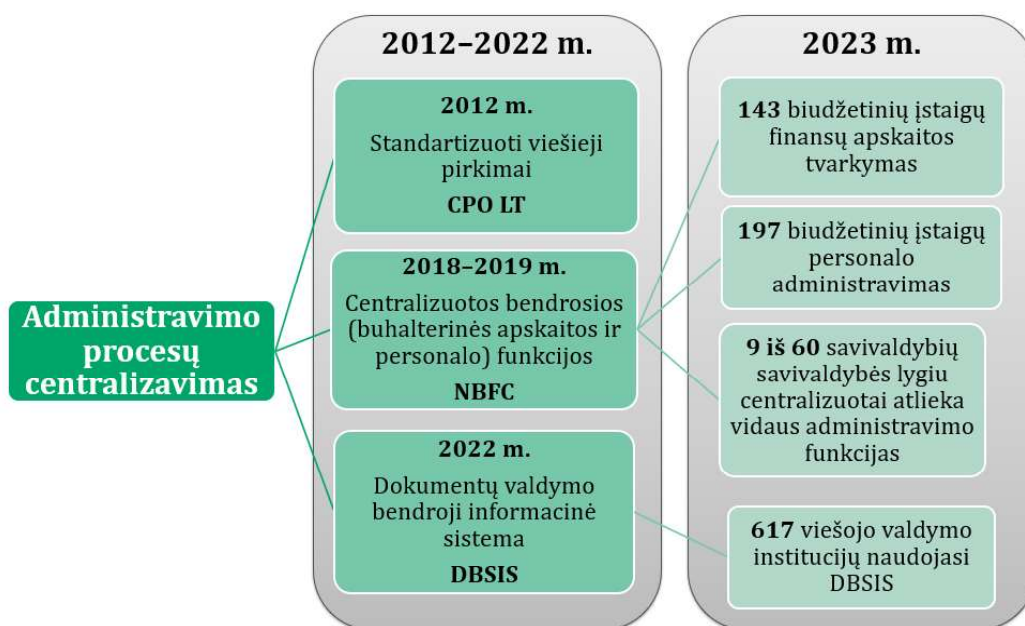 Administravimo
procesų
centralizavimas
2012–2022 m.
2012 m.
Standartizuoti viešieji
pirkimai
CPO LT
2018–2019 m.
Centralizuotos bendrosios
(buhalterinės apskaitos ir
personalo) funkcijos
NBFC
2022 m.
Dokumentų valdymo
bendroji informacinė
sistema
DBSIS
2023 m.
143 biudžetinių įstaigų
finansų apskaitos
tvarkymas
197 biudžetinių įstaigų
personalo
administravimas
9 iš 60 savivaldybių
savivaldybės lygiu
centralizuotai atlieka
vidaus administravimo
funkcijas
617 viešojo valdymo
institucijų naudojasi
DBSIS